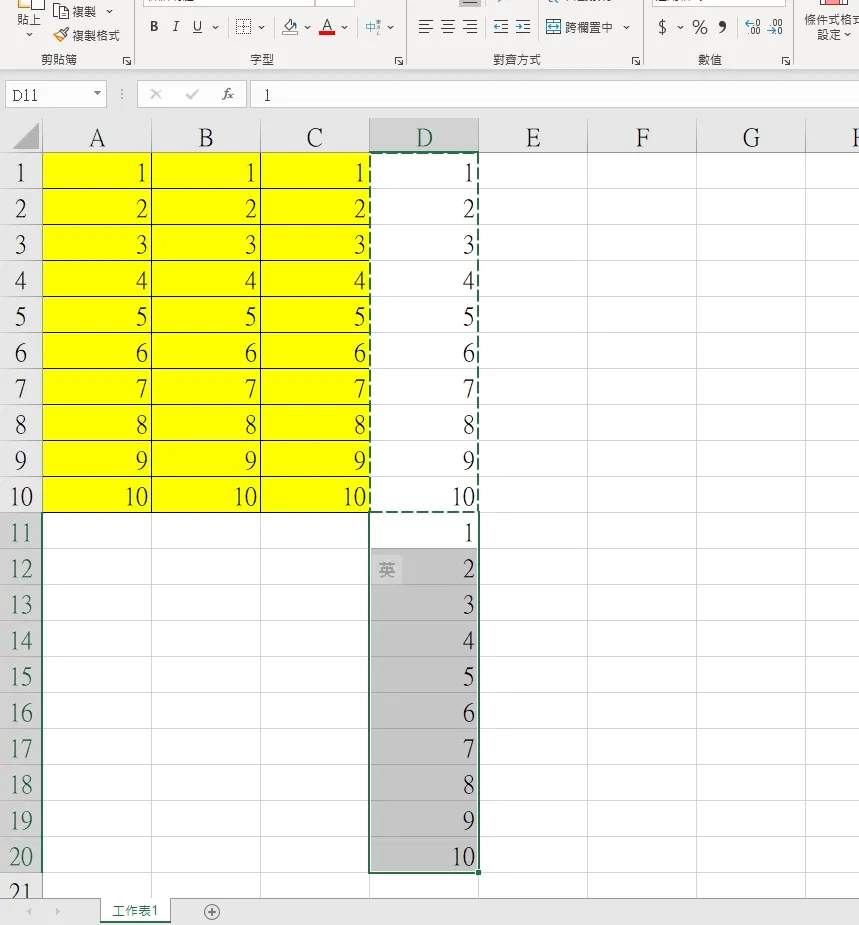 貼上 複製
複製格式
B I U 中 A
跨欄置中
$ % 9 .00 .00
條件式格式
設定
剪貼簿 字型 對齊方式 數值
D11 fx 1
A B C D E F G H
1 1 1 1 1
2 2 2 2 2
3 3 3 3 3
4 4 4 4 4
5 5 5 5 5
6 6 6 6 6
7 7 7 7 7
8 8 8 8 8
9 9 9 9 9
10 10 10 10 10
11 1
12 英 2
13 3
14 4
15 5
16 6
17 7
18 8
19 9
20 10
21
工作表1